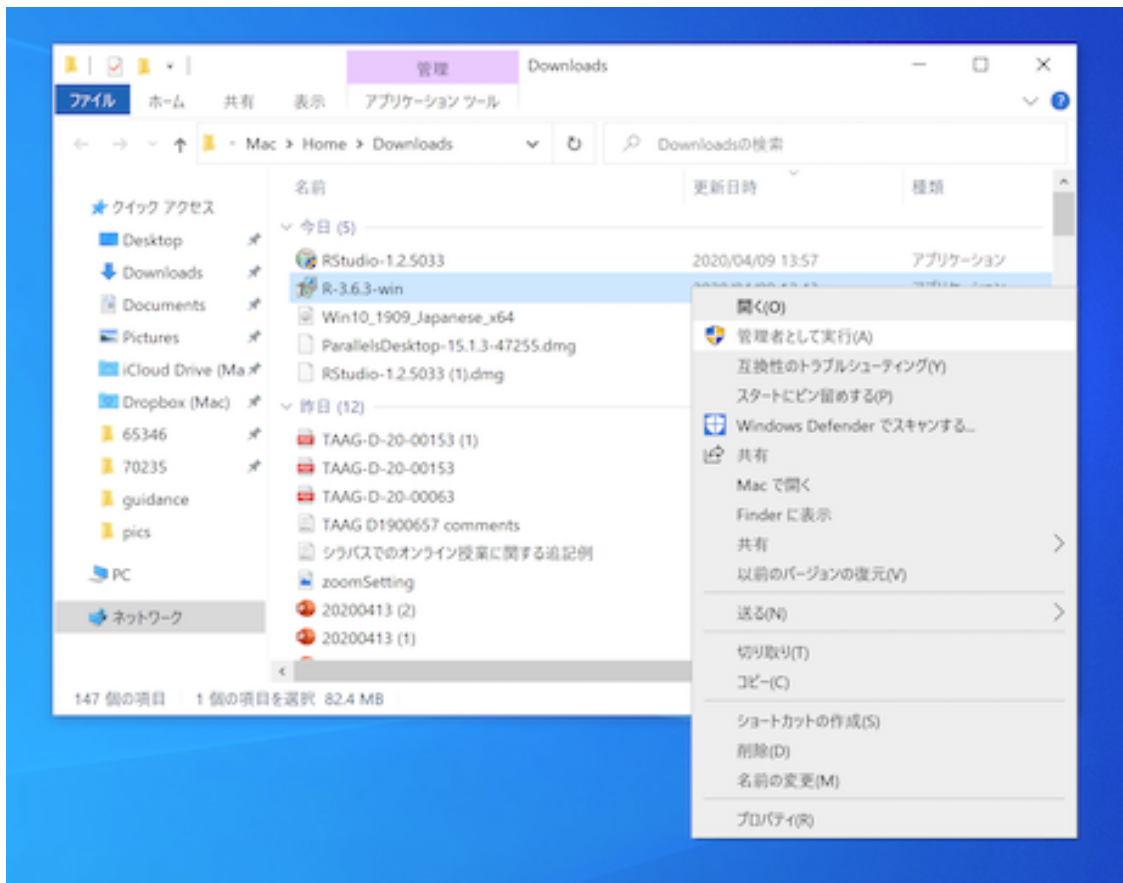 管理 Downloads
ファイル ホーム 共有 表示 アプリケーション ツール
Mac > Home > Downloads Downloadsの検索
名前 更新日時 種類
クイック アクセス
Desktop
Downloads
Documents
Pictures
iCloud Drive (Ma
Dropbox (Mac)
65346
70235
guidance
pics
PC
ネットワーク
今日 (5)
RStudio-1.2.5033 2020/04/09 13:57 アプリケーション
R-3.6.3-win
Win10_1909_Japanese_x64
ParallelsDesktop-15.1.3-47255.dmg
RStudio-1.2.5033 (1).dmg
昨日 (12)
TAAG-D-20-00153 (1)
TAAG-D-20-00153
TAAG-D-20-00063
TAAG D1900657 comments
シラバスでのオンライン授業に関する追記例
zoomSetting
20200413 (2)
20200413 (1)
147 個の項目 1 個の項目を選択 82.4 MB
開く(O)
管理者として実行(A)
互換性のトラブルシューティング(Y)
スタートにピン留めする(P)
Windows Defender でスキャンする...
共有
Mac で開く
Finder に表示
共有
以前のバージョンの復元(V)
送る(N)
切り取り(T)
コピー(C)
ショートカットの作成(S)
削除(D)
名前の変更(M)
プロパティ(R)